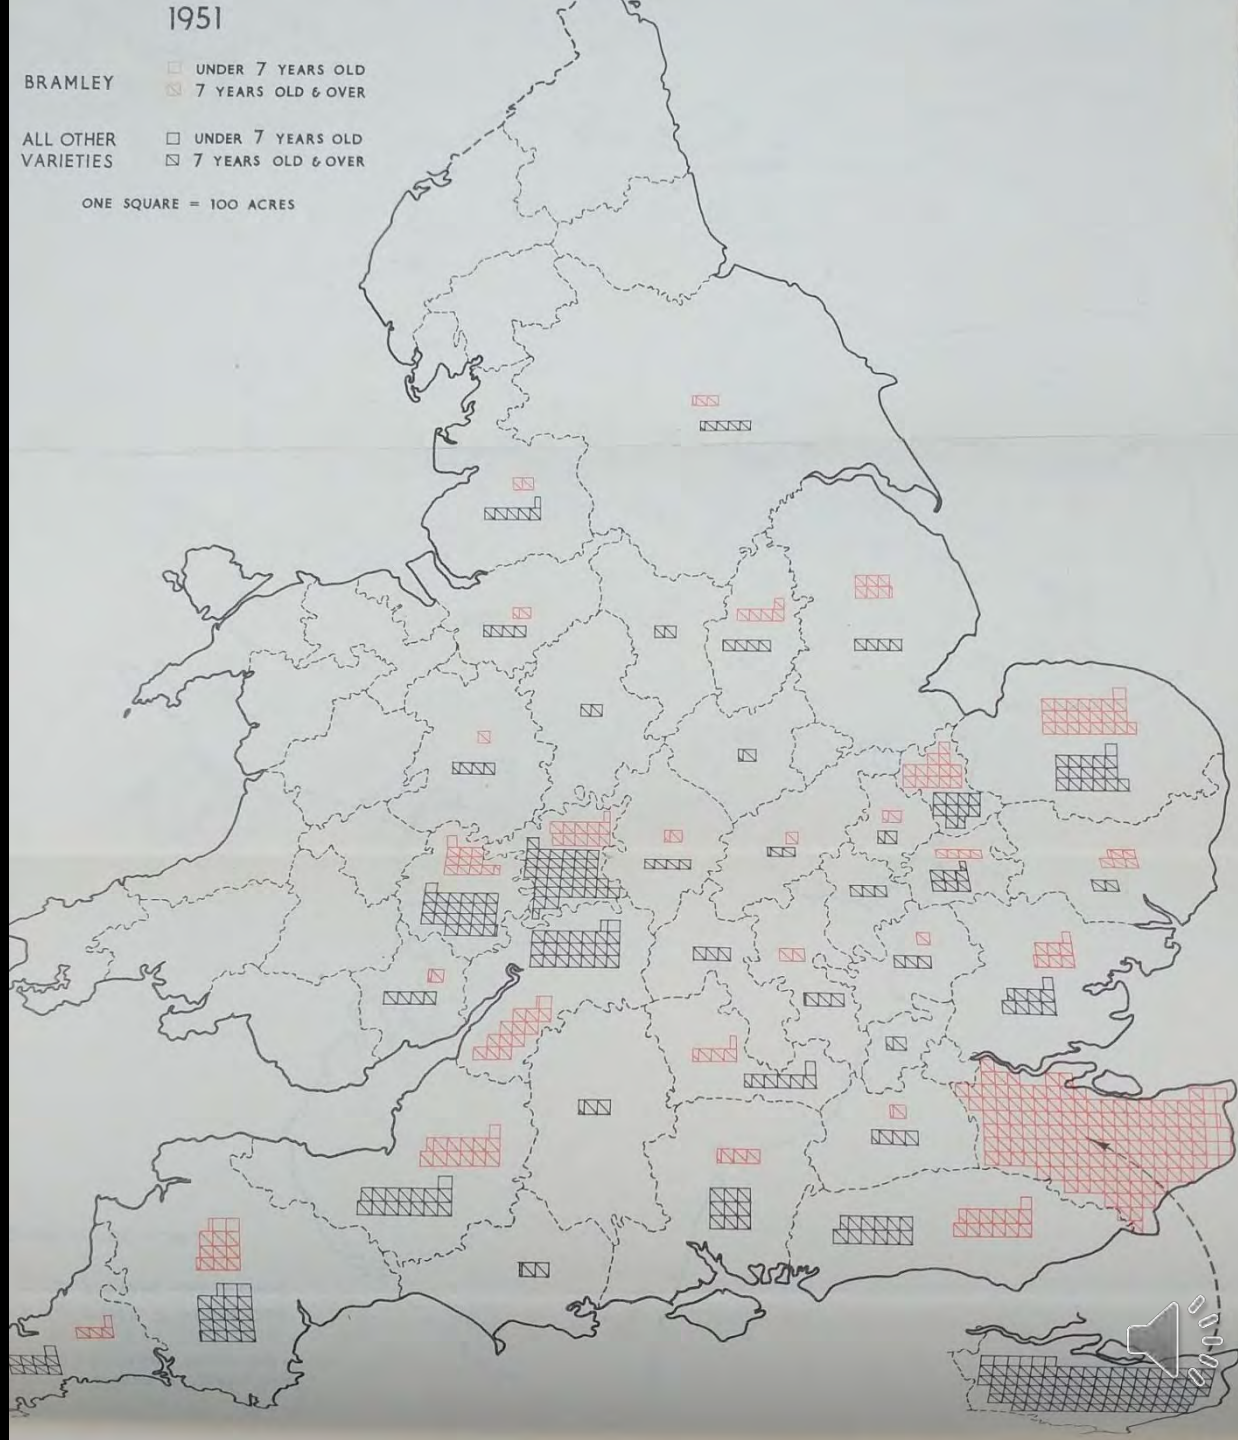 1951
BRAMLEY
UNDER 7 YEARS OLD
7 YEARS OLD & OVER
ALL OTHER
VARIETIES
UNDER 7 YEARS OLD
7 YEARS OLD & OVER
ONE SQUARE = 100 ACRES